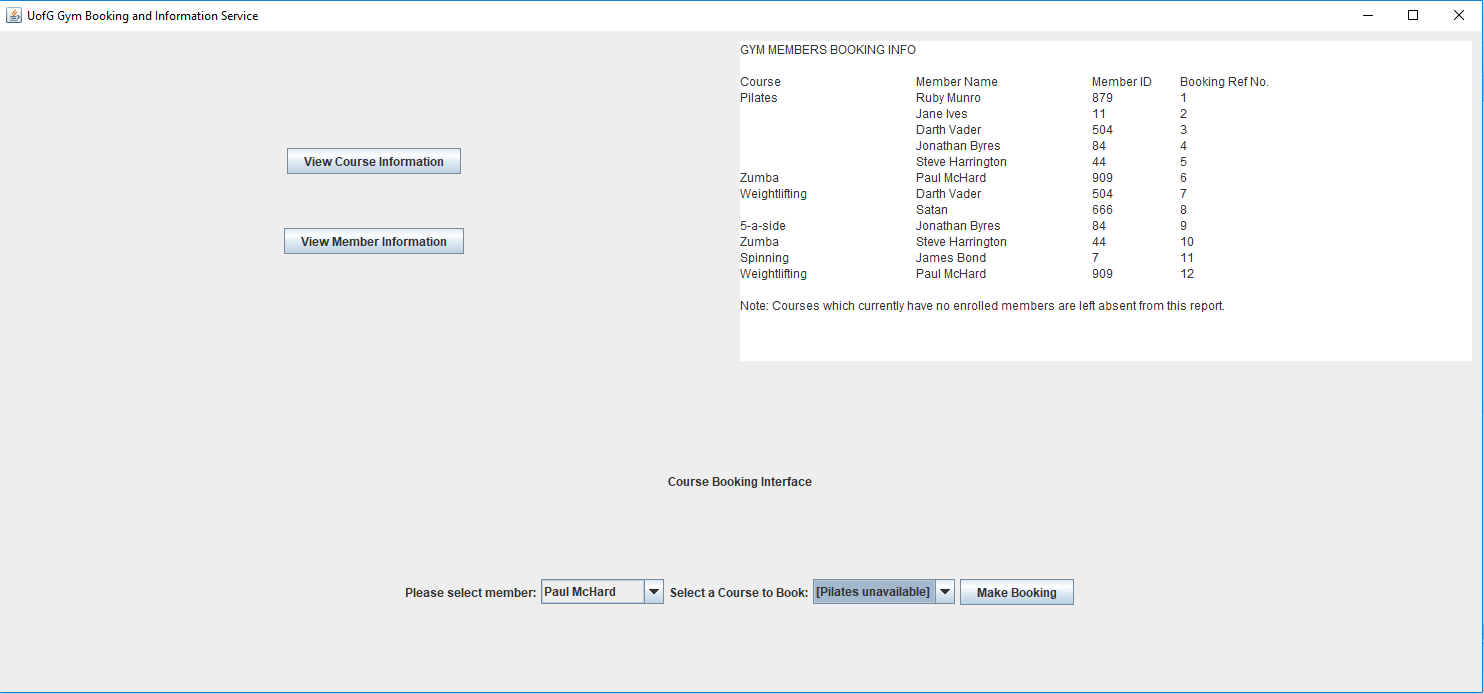 UofG Gym Booking and Information Service
GYM MEMBERS BOOKING INFO
Course Member Name Member ID Booking Ref No.
Pilates Ruby Munro 879 1
Jane Ives 11 2
Darth Vader 504 3
Jonathan Byres 84 4
Steve Harrington 44 5
Zumba Paul McHard 909 6
Weightlifting Darth Vader 504 7
Satan 666 8
5-a-side Jonathan Byres 84 9
Zumba Steve Harrington 44 10
Spinning James Bond 7 11
Weightlifting Paul McHard 909 12
Note: Courses which currently have no enrolled members are left absent from this report.
View Course Information
View Member Information
Course Booking Interface
Please select member: Paul McHard Select a Course to Book: [Pilates unavailable] Make Booking